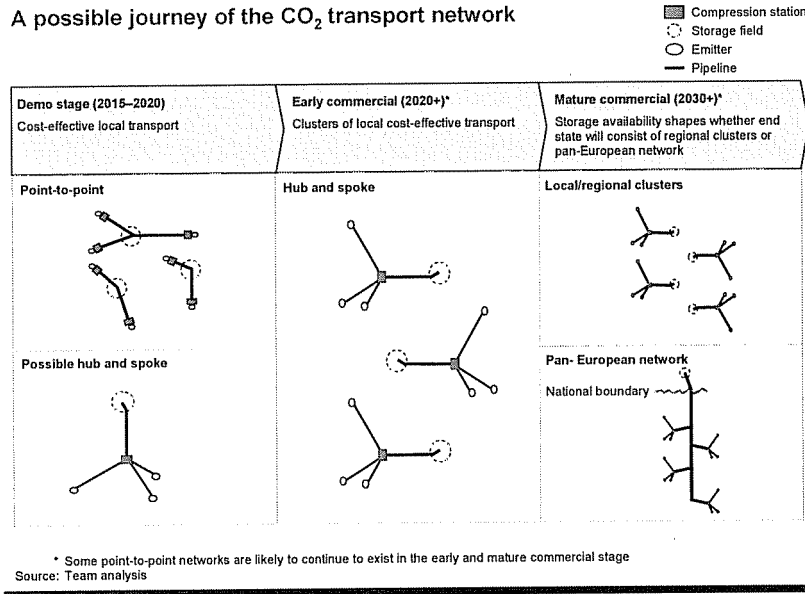 A possible journey of the CO2 transport network
Compression station
Storage field
Emitter
Pipeline
Demo stage (2015–2020)
Cost-effective local transport
Early commercial (2020+)*
Clusters of local cost-effective transport
Mature commercial (2030+)*
Storage availability shapes whether end
state will consist of regional clusters or
pan-European network
Point-to-point
Possible hub and spoke
Hub and spoke
Local/regional clusters
Pan- European network
National boundary
* Some point-to-point networks are likely to continue to exist in the early and mature commercial stage
Source: Team analysis